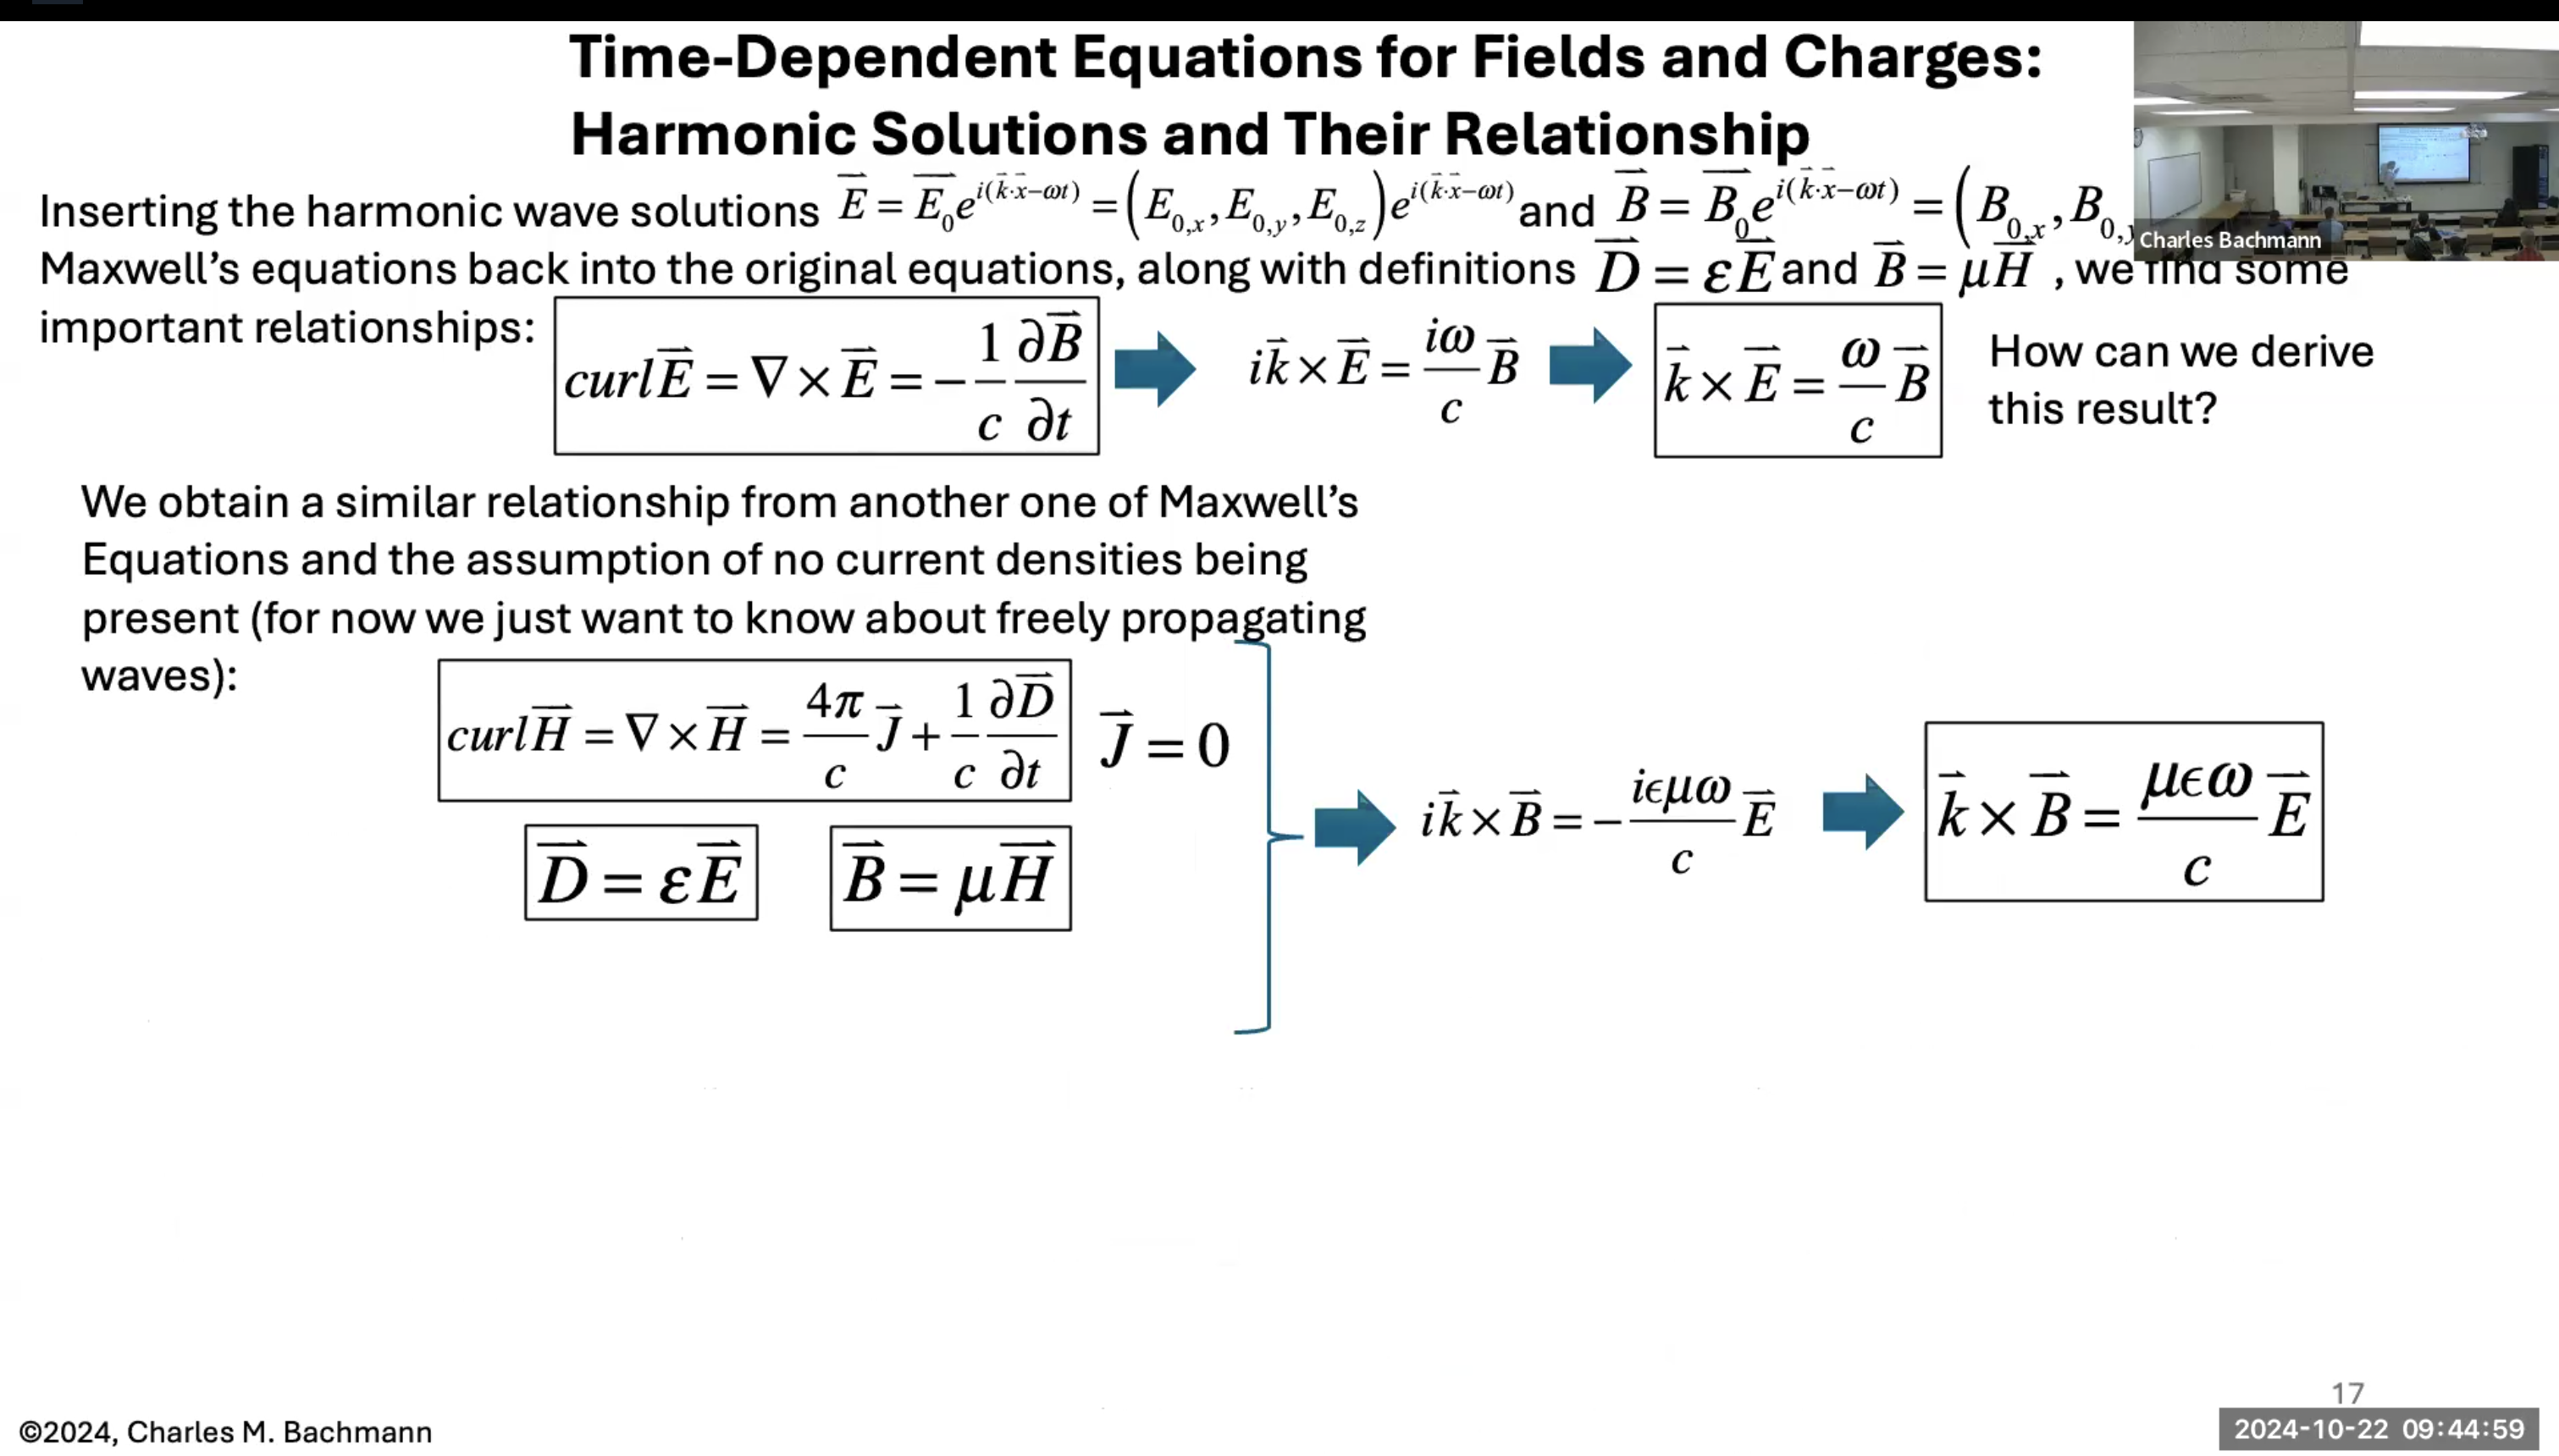 Time-Dependent Equations for Fields and Charges:
Harmonic Solutions and Their Relationship
Inserting the harmonic wave solutions $\vec{E} = \vec{E_0} e^{i(\vec{k}\cdot\vec{x}-\omega t)} = (E_{0,x}, E_{0,y}, E_{0,z}) e^{i(\vec{k}\cdot\vec{x}-\omega t)}$ and $\vec{B} = \vec{B_0} e^{i(\vec{k}\cdot\vec{x}-\omega t)} = (B_{0,x}, B_{0,y}$
Charles Bachmann
Maxwell’s equations back into the original equations, along with definitions $\vec{D} = \varepsilon\vec{E}$ and $\vec{B} = \mu\vec{H}$ , we find some
important relationships:
$curl\vec{E} = \nabla \times \vec{E} = -\frac{1}{c}\frac{\partial \vec{B}}{\partial t}$
$i\vec{k} \times \vec{E} = \frac{i\omega}{c}\vec{B}$
$\vec{k} \times \vec{E} = \frac{\omega}{c}\vec{B}$
How can we derive
this result?
We obtain a similar relationship from another one of Maxwell’s
Equations and the assumption of no current densities being
present (for now we just want to know about freely propagating
waves):
$curl\vec{H} = \nabla \times \vec{H} = \frac{4\pi}{c}\vec{J} + \frac{1}{c}\frac{\partial \vec{D}}{\partial t}$ $\vec{J} = 0$
$\vec{D} = \varepsilon\vec{E}$ $\vec{B} = \mu\vec{H}$
$i\vec{k} \times \vec{B} = -\frac{i\epsilon\mu\omega}{c}\vec{E}$
$\vec{k} \times \vec{B} = \frac{\mu\epsilon\omega}{c}\vec{E}$
17
©2024, Charles M. Bachmann
2024-10-22 09:44:59